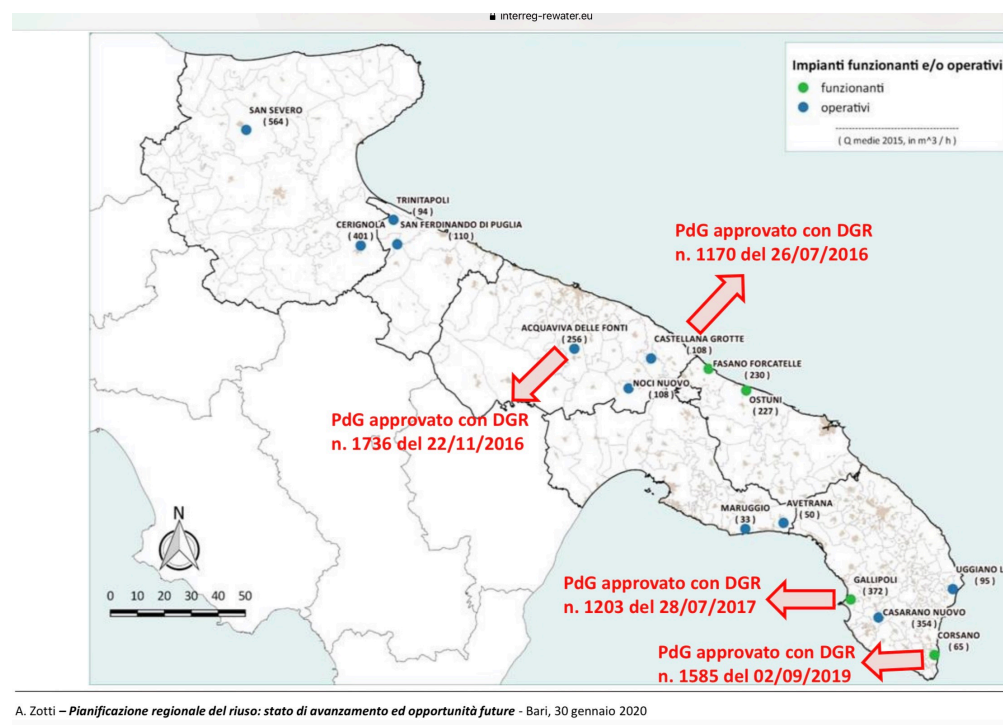 interreg-rewater.eu
Impianti funzionanti e/o operativi
funzionanti
operativi
( Q medie 2015, in m^3 / h )
SAN SEVERO
( 564 )
TRINITAPOLI
( 94 )
CERIGNOLA
( 401 )
SAN FERDINANDO DI PUGLIA
( 110 )
PdG approvato con DGR
n. 1170 del 26/07/2016
ACQUAVIVA DELLE FONTI
( 256 )
CASTELLANA GROTTE
( 108 )
FASANO FORCATELLE
( 230 )
NOCI NUOVO
( 108 )
OSTUNI
( 227 )
PdG approvato con DGR
n. 1736 del 22/11/2016
MARUGGIO
( 33 )
AVETRANA
( 50 )
N
0 10 20 30 40 50
PdG approvato con DGR
n. 1203 del 28/07/2017
GALLIPOLI
( 372 )
UGGIANO L
( 95 )
CASARANO NUOVO
( 354 )
CORSANO
( 65 )
PdG approvato con DGR
n. 1585 del 02/09/2019
A. Zotti – Pianificazione regionale del riuso: stato di avanzamento ed opportunità future - Bari, 30 gennaio 2020